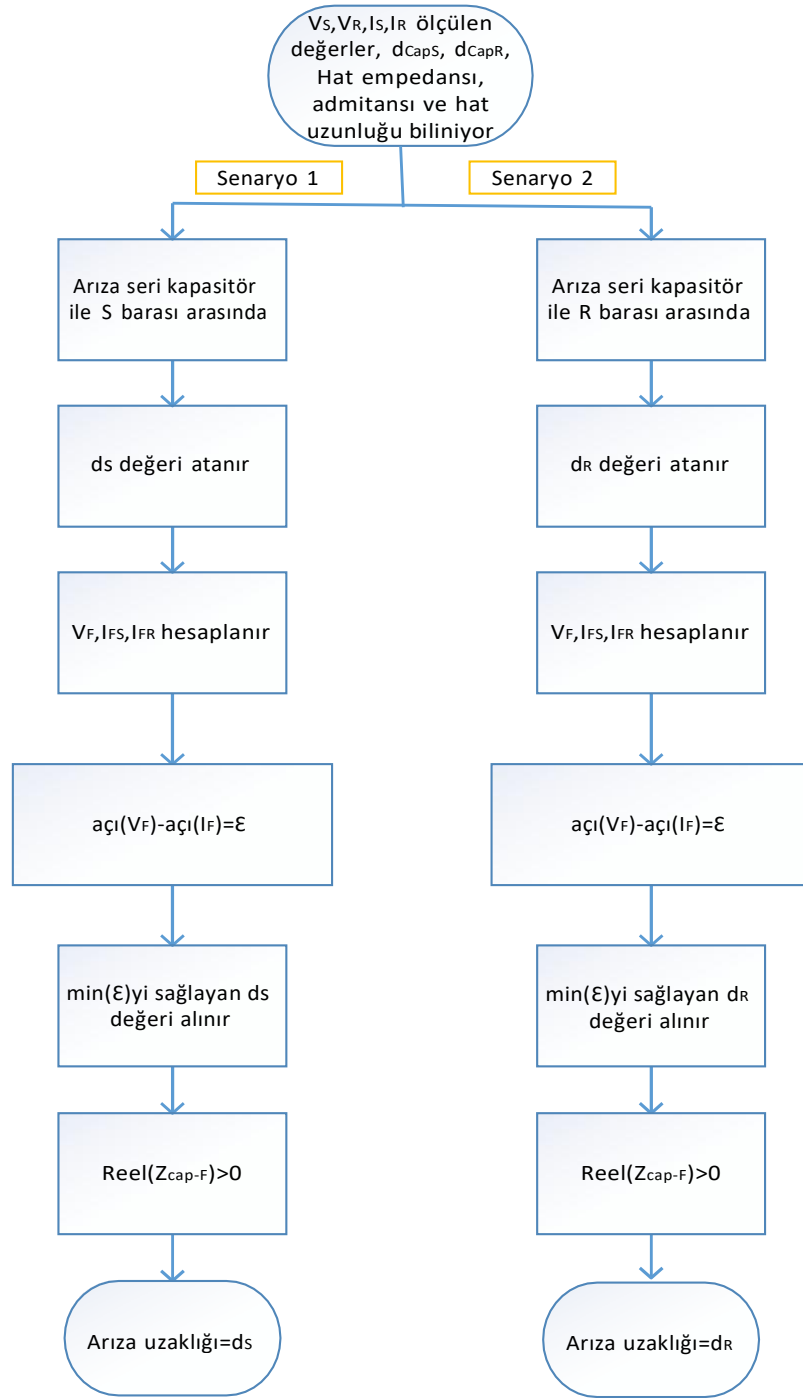 VS,VR,IS,IR ölçülen
değerler, dCapS, dCapR,
Hat empedansı,
admitansı ve hat
uzunluğu biliniyor
Senaryo 1
Senaryo 2
Arıza seri kapasitör
ile S barası arasında
Arıza seri kapasitör
ile R barası arasında
ds değeri atanır
dR değeri atanır
VF,IFS,IFR hesaplanır
VF,IFS,IFR hesaplanır
açı(VF)-açı(IF)=Ɛ
açı(VF)-açı(IF)=Ɛ
min(Ɛ)yi sağlayan ds
değeri alınır
min(Ɛ)yi sağlayan dR
değeri alınır
Reel(Zcap-F)>0
Reel(Zcap-F)>0
Arıza uzaklığı=ds
Arıza uzaklığı=dR